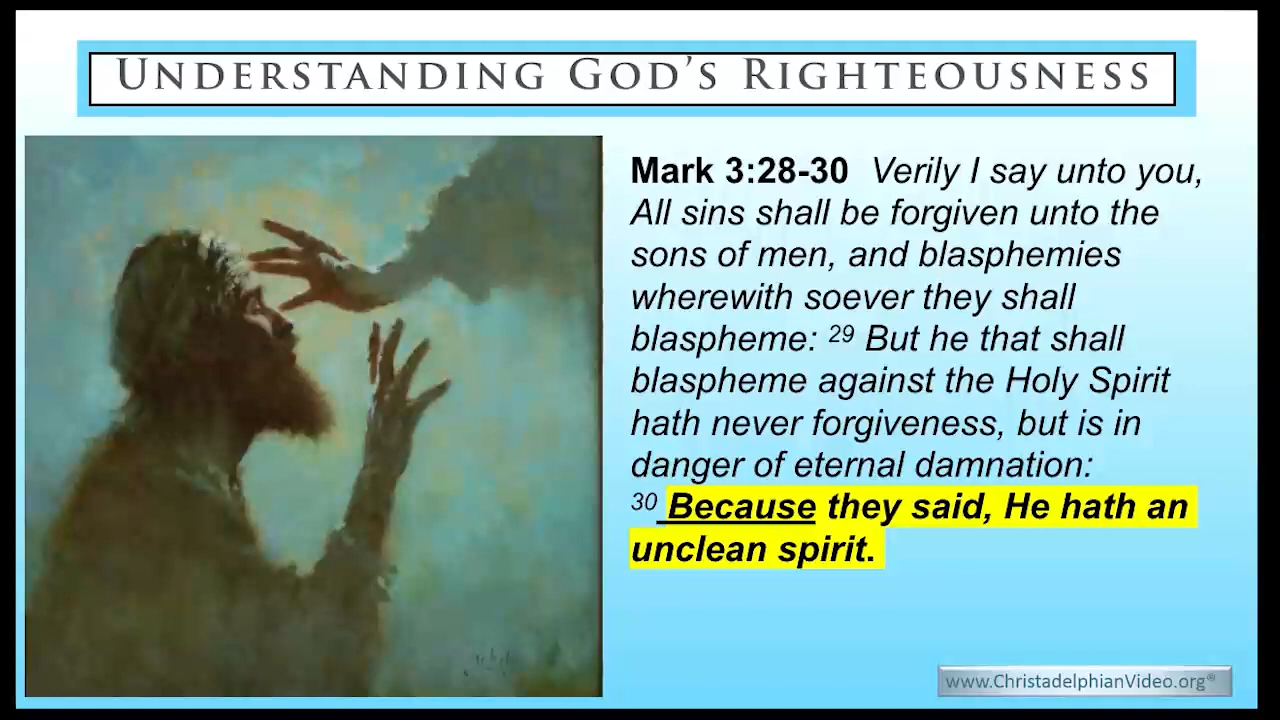 UNDERSTANDING GOD'S RIGHTEOUSNESS
Mark 3:28-30 Verily I say unto you,
All sins shall be forgiven unto the
sons of men, and blasphemies
wherewith soever they shall
blaspheme: 29 But he that shall
blaspheme against the Holy Spirit
hath never forgiveness, but is in
danger of eternal damnation:
30 Because they said, He hath an
unclean spirit.
www.ChristadelphianVideo.org®